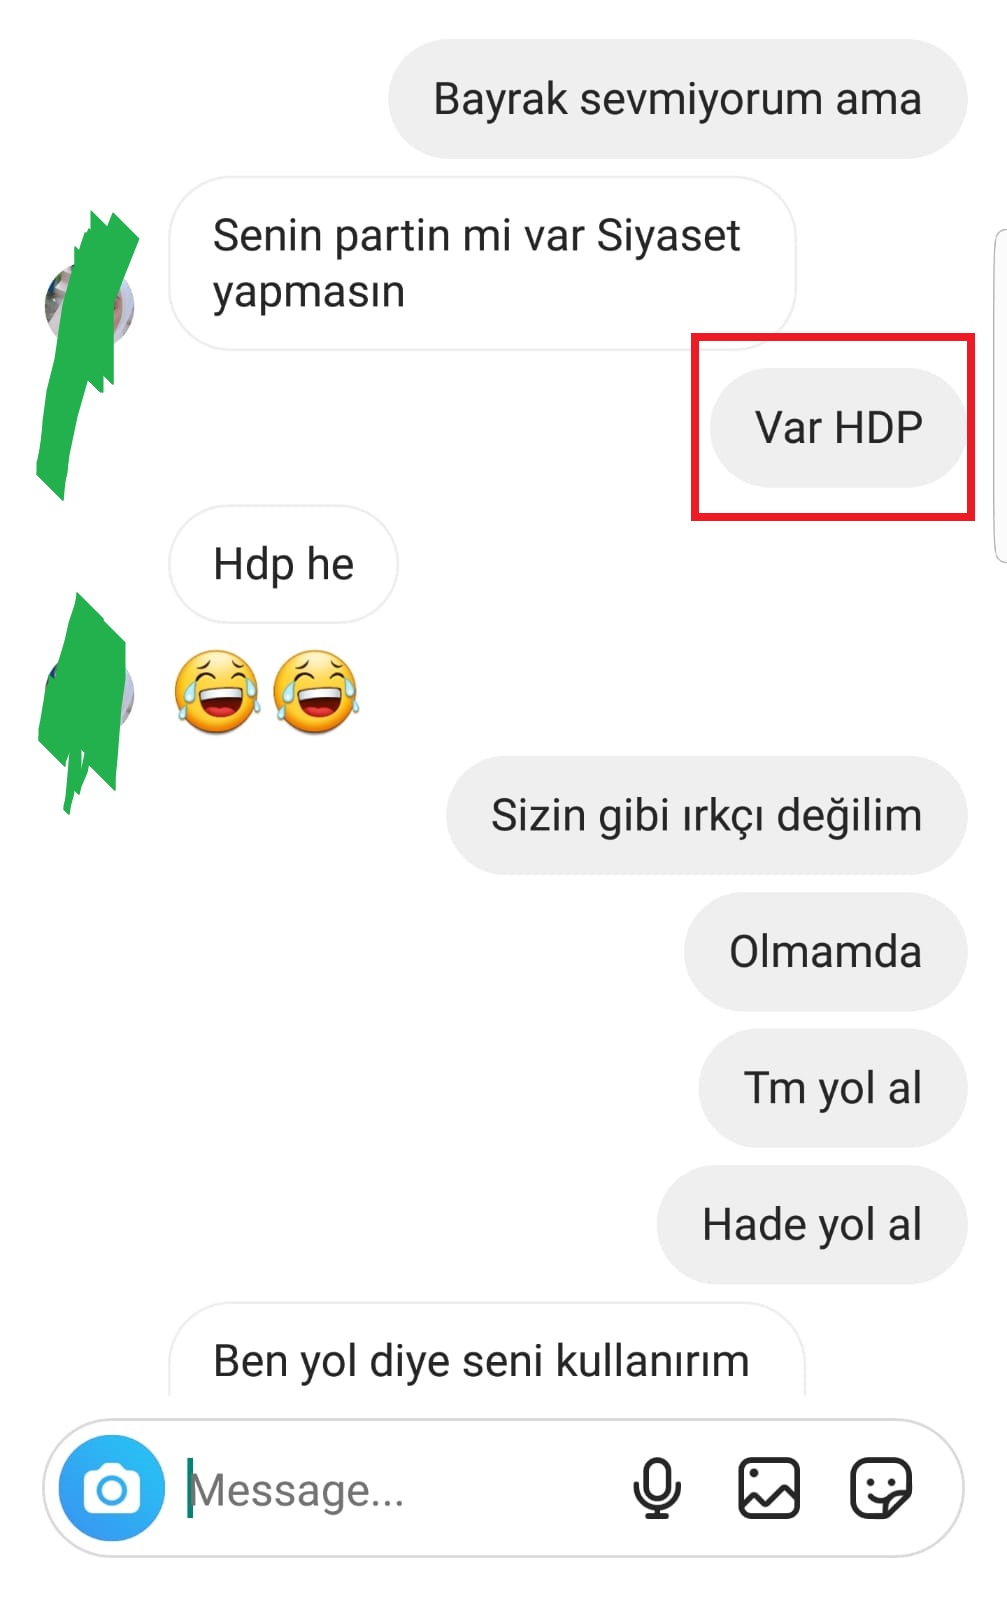 Bayrak sevmiyorum ama
Senin partin mi var Siyaset
yapmasın
Var HDP
Hdp he
Sizin gibi ırkçı değilim
Olmamda
Tm yol al
Hade yol al
Ben yol diye seni kullanırım
Message...